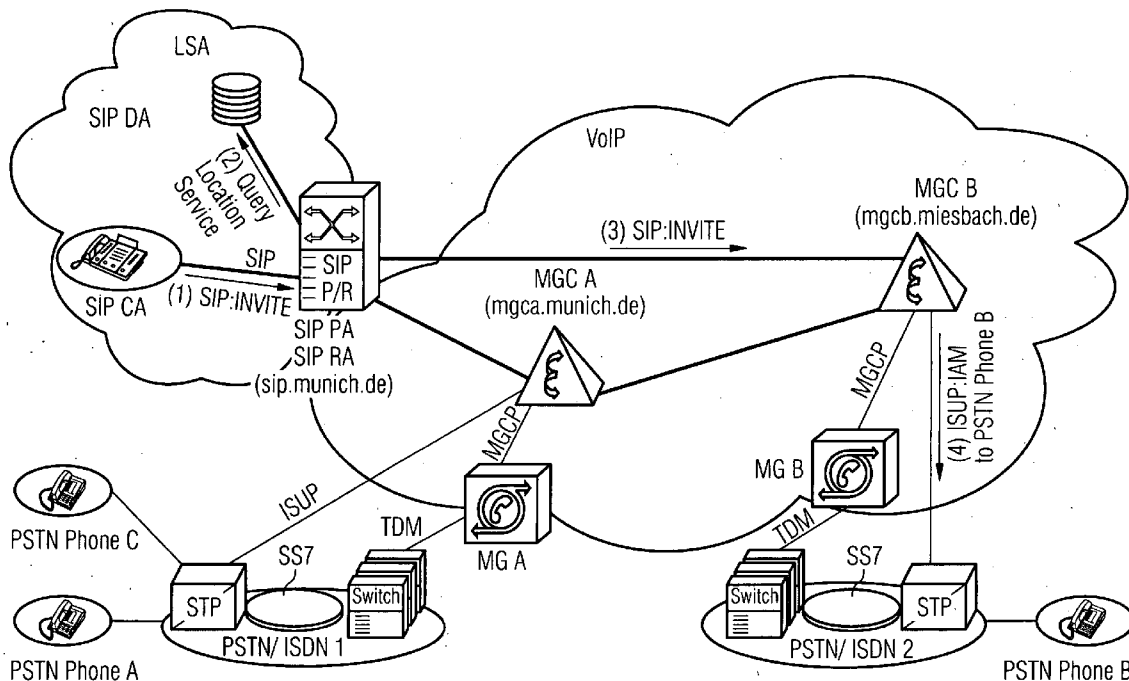 LSA
SIP DA
(2) Query
Location
Service
VoIP
MGC B
(mgcb.miesbach.de)
(3) SIP:INVITE
SIP
SIP
P/R
SIP CA
(1) SIP:INVITE
MGC A
(mgca.munich.de)
SIP PA
SIP RA
(sip.munich.de)
MGCP
MGCP
(4) ISUP:IAM
to PSTN Phone B
MG B
ISUP
TDM
MG A
TDM
PSTN Phone C
SS7
STP
Switch
PSTN/ ISDN 1
PSTN Phone A
SS7
Switch
STP
PSTN/ ISDN 2
PSTN Phone B